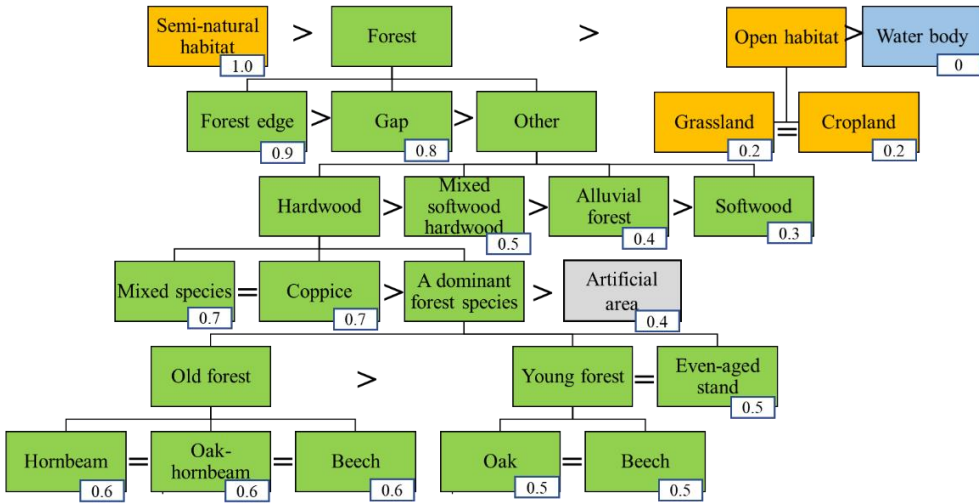 Semi-natural
habitat
1.0
>
Forest
>
Open habitat
>
Water body
0
Forest edge
0.9
>
Gap
0.8
>
Other
Grassland
0.2
=
Cropland
0.2
Hardwood
>
Mixed
softwood
hardwood
0.5
>
Alluvial
forest
0.4
>
Softwood
0.3
Mixed species
0.7
=
Coppice
0.7
>
A dominant
forest species
>
Artificial
area
0.4
Old forest
>
Young forest
=
Even-aged
stand
0.5
Hornbeam
0.6
=
Oak-
hornbeam
0.6
=
Beech
0.6
Oak
0.5
=
Beech
0.5